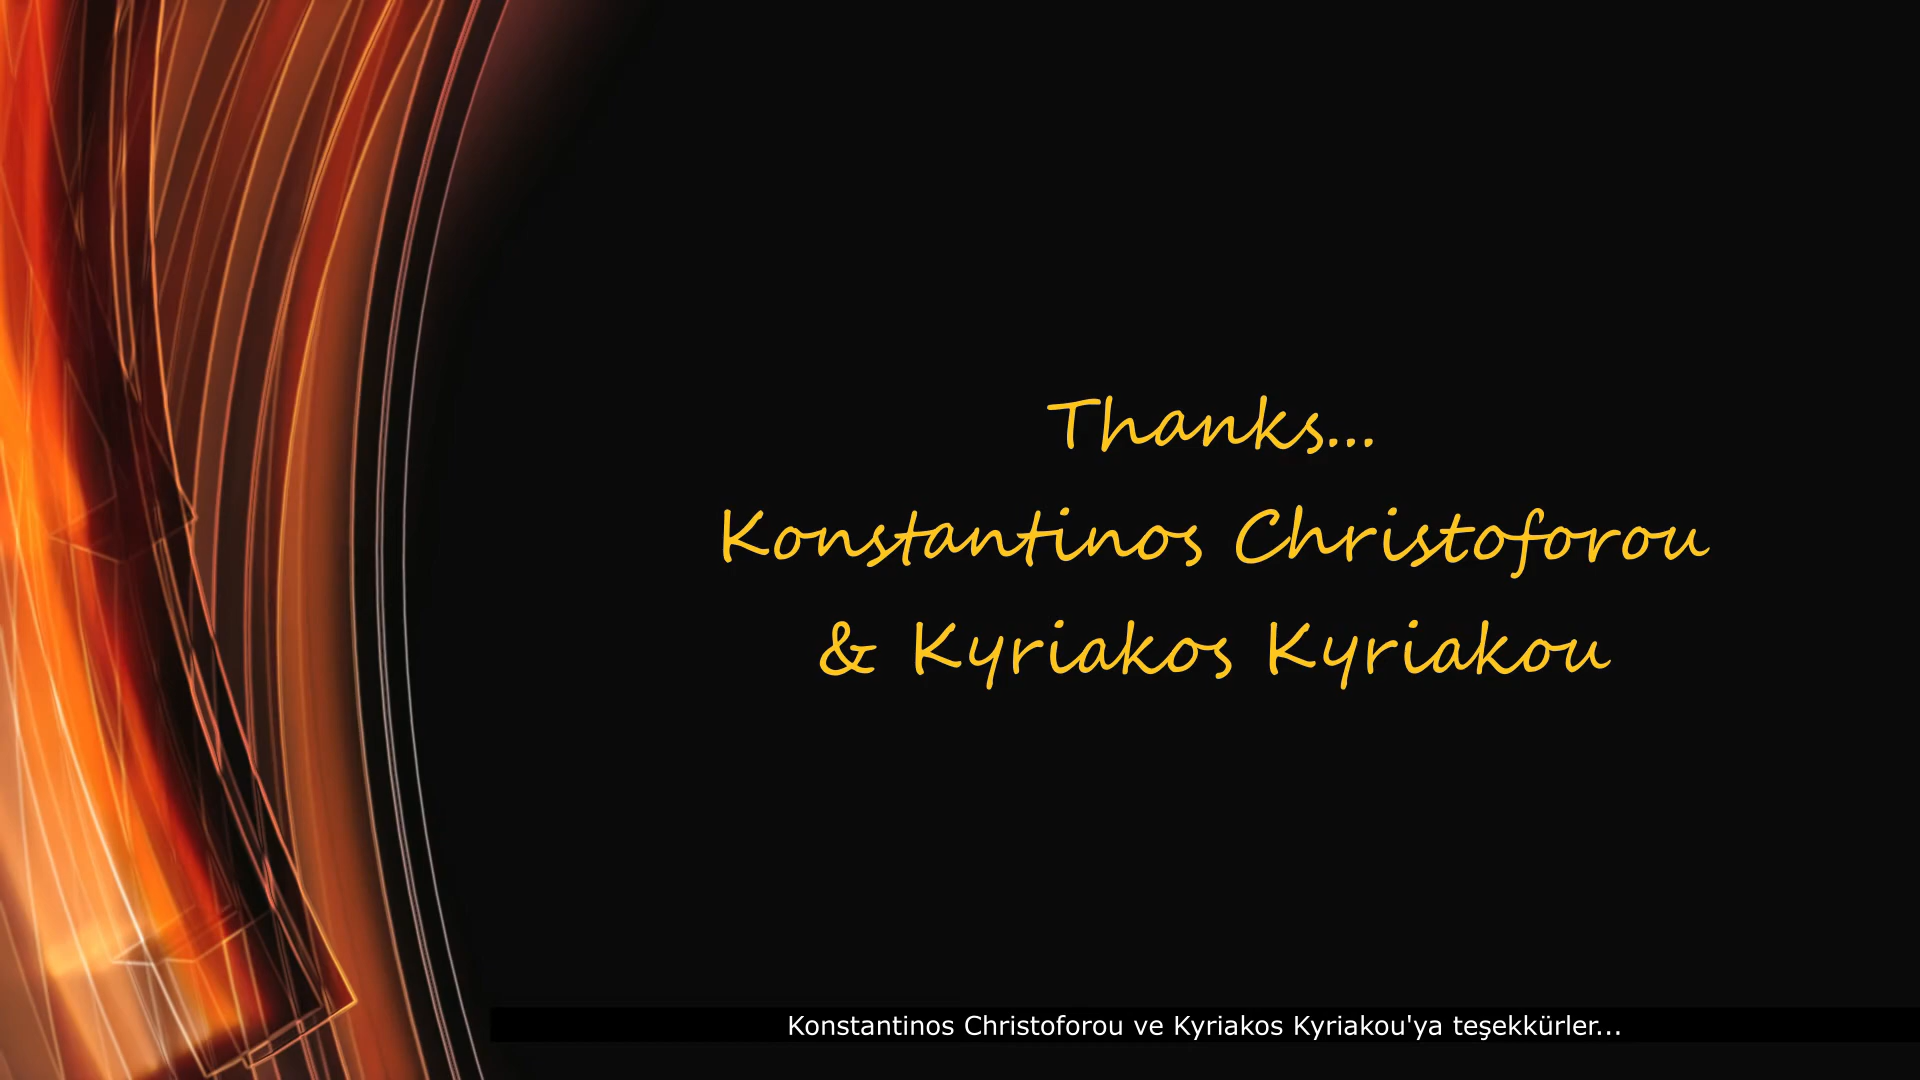 Thanks...
Konstantinos Christoforou
& Kyriakos Kyriakou
Konstantinos Christoforou ve Kyriakos Kyriakou'ya teşekkürler...